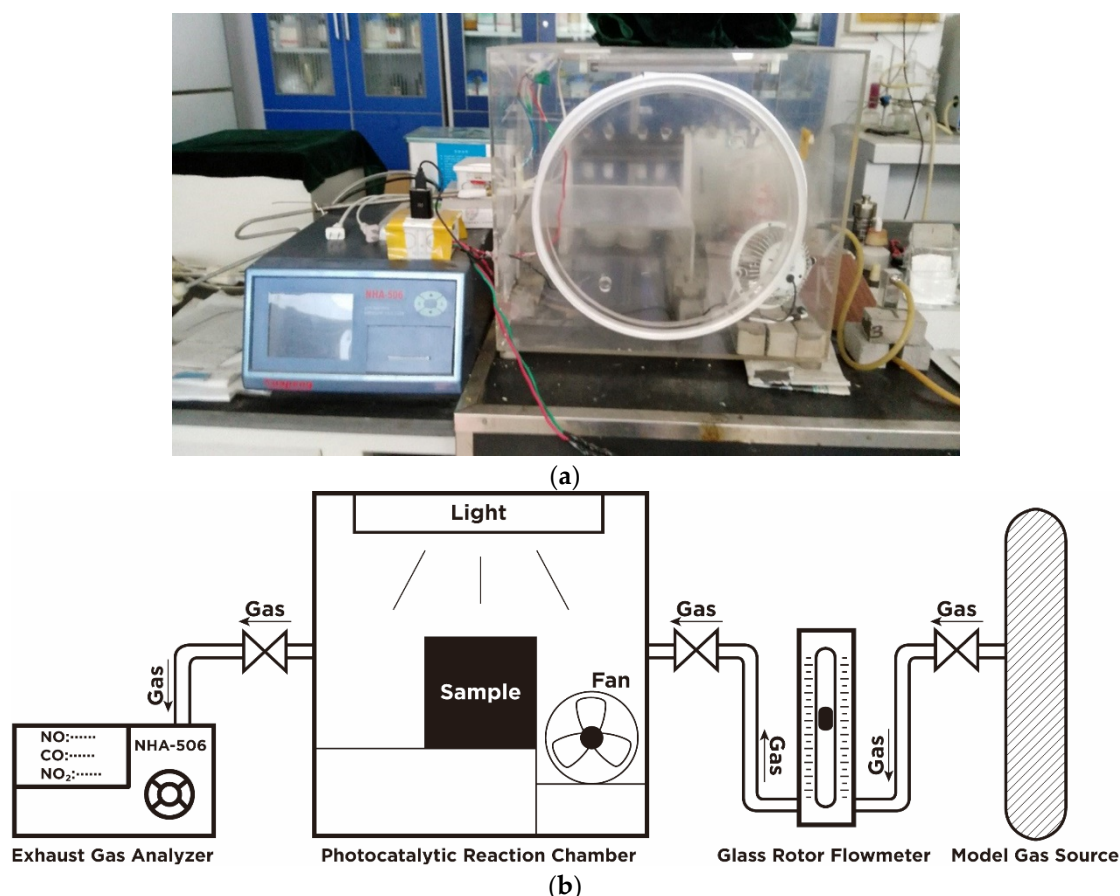 NHA-506
(a)
Light
Gas
Gas
Gas
Gas
Sample
Fan
Gas
Gas
NO:······
CO:······
NO₂:······
NHA-506
Exhaust Gas Analyzer
Photocatalytic Reaction Chamber
Glass Rotor Flowmeter
Model Gas Source
(b)